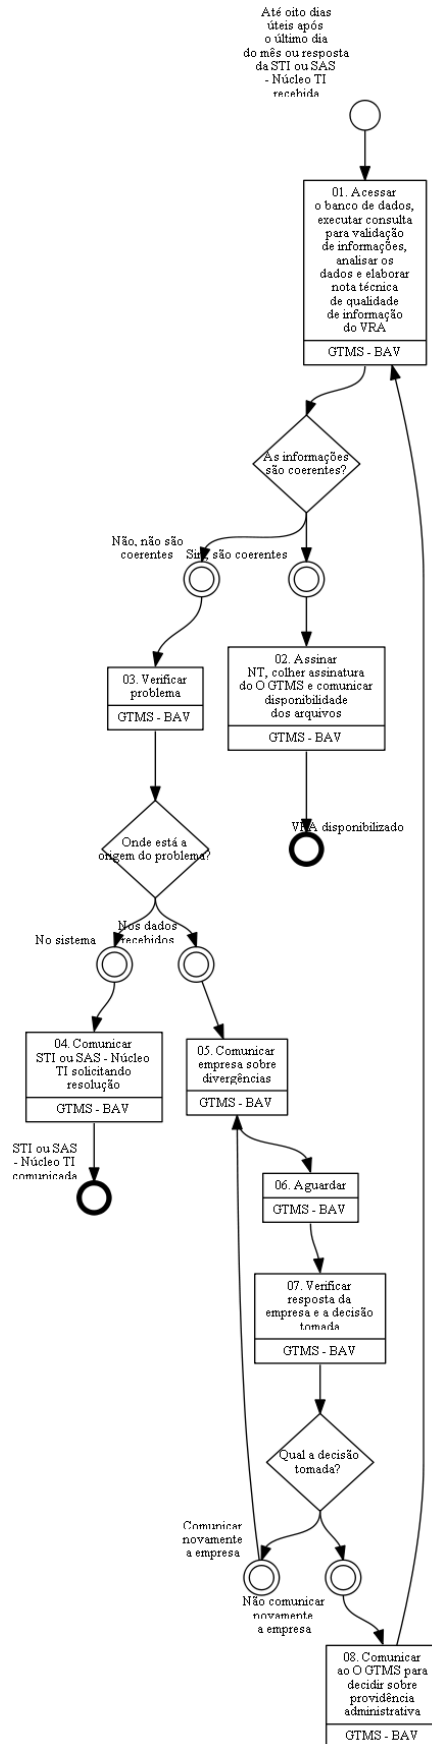 Até oito dias
úteis após
o último dia
do mês ou resposta
da STI ou SAS
- Núcleo TI
recebida
01. Acessar
o banco de dados,
executar consulta
para validação
de informações,
analisar os
dados e elaborar
nota técnica
de qualidade
de informação
do VRA
GTMS - BAV
As informações
são coerentes?
Não, não são
coerentes
Sim, são coerentes
03. Verificar
problema
GTMS - BAV
02. Assinar
NT, colher assinatura
do O GTMS e comunicar
disponibilidade
dos arquivos
GTMS - BAV
VRA disponibilizado
Onde está a
origem do problema?
No sistema
Nos dados
recebidos
04. Comunicar
STI ou SAS - Núcleo
TI solicitando
resolução
GTMS - BAV
05. Comunicar
empresa sobre
divergências
GTMS - BAV
STI ou SAS
- Núcleo TI
comunicada
06. Aguardar
GTMS - BAV
07. Verificar
resposta da
empresa e a decisão
tomada
GTMS - BAV
Qual a decisão
tomada?
Comunicar
novamente
a empresa
Não comunicar
novamente
a empresa
08. Comunicar
ao O GTMS para
decidir sobre
providência
administrativa
GTMS - BAV